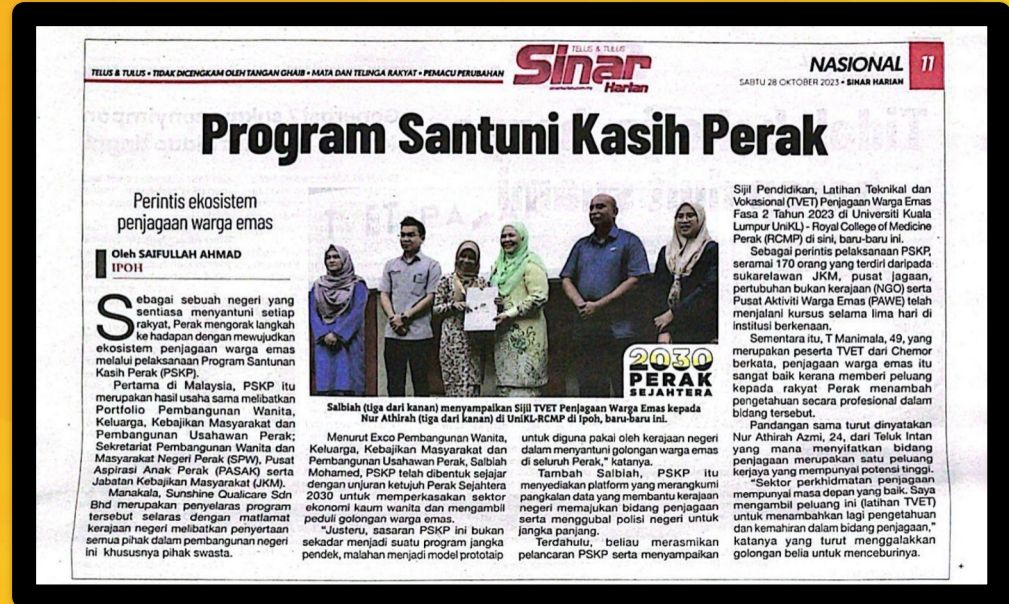 TELUS & TULUS • TIDAK DICENGKAM OLEH TANGAN GHAIB • MATA DAN TELINGA RAKYAT • PEMACU PERUBAHAN
TELUS & TULUS
Sinar
Harian
NASIONAL
11
SABTU 28 OKTOBER 2023 • SINAR HARIAN
Program Santuni Kasih Perak
Perintis ekosistem
penjagaan warga emas
Oleh SAIFULLAH AHMAD
IPOH
Sebagai sebuah negeri yang
sentiasa menyantuni setiap
rakyat, Perak mengorak langkah
ke hadapan dengan mewujudkan
ekosistem penjagaan warga emas
melalui pelaksanaan Program Santunan
Kasih Perak (PSKP).
Pertama di Malaysia, PSKP itu
merupakan hasil usaha sama melibatkan
Portfolio Pembangunan Wanita,
Keluarga, Kebajikan Masyarakat dan
Pembangunan Usahawan Perak;
Sekretariat Pembangunan Wanita dan
Masyarakat Negeri Perak (SPW), Pusat
Aspirasi Anak Perak (PASAK) serta
Jabatan Kebajikan Masyarakat (JKM).
Manakala, Sunshine Qualicare Sdn
Bhd merupakan penyelaras program
tersebut selaras dengan matlamat
kerajaan negeri melibatkan penyertaan
semua pihak dalam pembangunan negeri
ini khususnya pihak swasta.
2030
PERAK
SEJAHTERA
Salbiah (tiga dari kanan) menyampaikan Sijil TVET Penjagaan Warga Emas kepada
Nur Athirah (tiga dari kanan) di UniKL-RCMP di Ipoh, baru-baru ini.
Menurut Exco Pembangunan Wanita,
Keluarga, Kebajikan Masyarakat dan
Pembangunan Usahawan Perak, Salbiah
Mohamed, PSKP telah dibentuk sejajar
dengan unjuran ketujuh Perak Sejahtera
2030 untuk memperkasakan sektor
ekonomi kaum wanita dan mengambil
peduli golongan warga emas.
"Justeru, sasaran PSKP ini bukan
sekadar menjadi suatu program jangka
pendek, malahan menjadi model prototaip
untuk diguna pakai oleh kerajaan negeri
dalam menyantuni golongan warga emas
di seluruh Perak," katanya.
Tambah Salbiah, PSKP itu
menyediakan platform yang merangkumi
pangkalan data yang membantu kerajaan
negeri memajukan bidang penjagaan
serta menggubal polisi negeri untuk
jangka panjang.
Terdahulu, beliau merasmikan
pelancaran PSKP serta menyampaikan
Sijil Pendidikan, Latihan Teknikal dan
Vokasional (TVET) Penjagaan Warga Emas
Fasa 2 Tahun 2023 di Universiti Kuala
Lumpur UniKL) - Royal College of Medicine
Perak (RCMP) di sini, baru-baru ini.
Sebagai perintis pelaksanaan PSKP,
seramai 170 orang yang terdiri daripada
sukarelawan JKM, pusat jagaan,
pertubuhan bukan kerajaan (NGO) serta
Pusat Aktiviti Warga Emas (PAWE) telah
menjalani kursus selama lima hari di
institusi berkenaan.
Sementara itu, T Manimala, 49, yang
merupakan peserta TVET dari Chemor
berkata, penjagaan warga emas itu
sangat baik kerana memberi peluang
kepada rakyat Perak menambah
pengetahuan secara profesional dalam
bidang tersebut.
Pandangan sama turut dinyatakan
Nur Athirah Azmi, 24, dari Teluk Intan
yang mana menyifatkan bidang
penjagaan merupakan satu peluang
kerjaya yang mempunyai potensi tinggi.
"Sektor perkhidmatan penjagaan
mempunyai masa depan yang baik. Saya
mengambil peluang ini (latihan TVET)
untuk menambahkan lagi pengetahuan
dan kemahiran dalam bidang penjagaan,"
katanya yang turut menggalakkan
golongan belia untuk menceburinya.